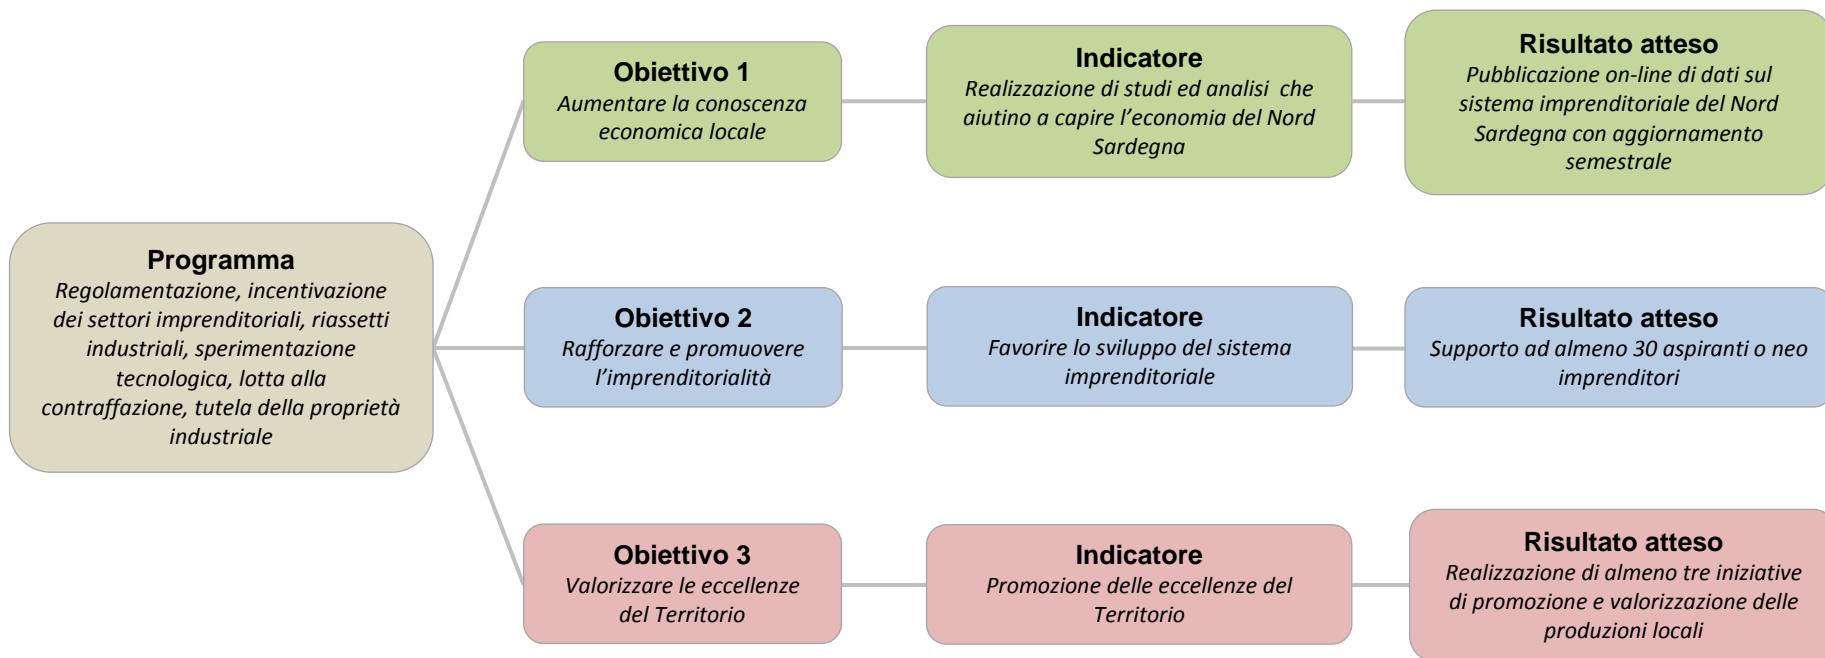 Programma
Regolamentazione, incentivazione
dei settori imprenditoriali, riassetti
industriali, sperimentazione
tecnologica, lotta alla
contraffazione, tutela della proprietà
industriale
Obiettivo 1
Aumentare la conoscenza
economica locale
Indicatore
Realizzazione di studi ed analisi che
aiutino a capire l’economia del Nord
Sardegna
Risultato atteso
Pubblicazione on-line di dati sul
sistema imprenditoriale del Nord
Sardegna con aggiornamento
semestrale
Obiettivo 2
Rafforzare e promuovere
l’imprenditorialità
Indicatore
Favorire lo sviluppo del sistema
imprenditoriale
Risultato atteso
Supporto ad almeno 30 aspiranti o neo
imprenditori
Obiettivo 3
Valorizzare le eccellenze
del Territorio
Indicatore
Promozione delle eccellenze del
Territorio
Risultato atteso
Realizzazione di almeno tre iniziative
di promozione e valorizzazione delle
produzioni locali